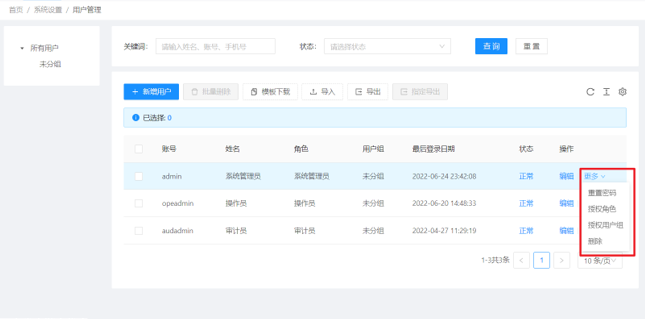 首页 / 系统设置 / 用户管理
所有用户
未分组
关键词: 请输入姓名、账号、手机号 状态: 请选择状态 查 询 重 置
+ 新增用户 批量删除 模板下载 导入 导出 指定导出
已选择: 0
账号 姓名 角色 用户组 最后登录日期 状态 操作
admin 系统管理员 系统管理员 未分组 2022-06-24 23:42:08 正常 编辑 更多
opeadmin 操作员 操作员 未分组 2022-06-20 14:48:33 正常 编辑
audadmin 审计员 审计员 未分组 2022-04-27 11:29:19 正常 编辑
重置密码
授权角色
授权用户组
删除
1-3共3条 < 1 > 10 条/页